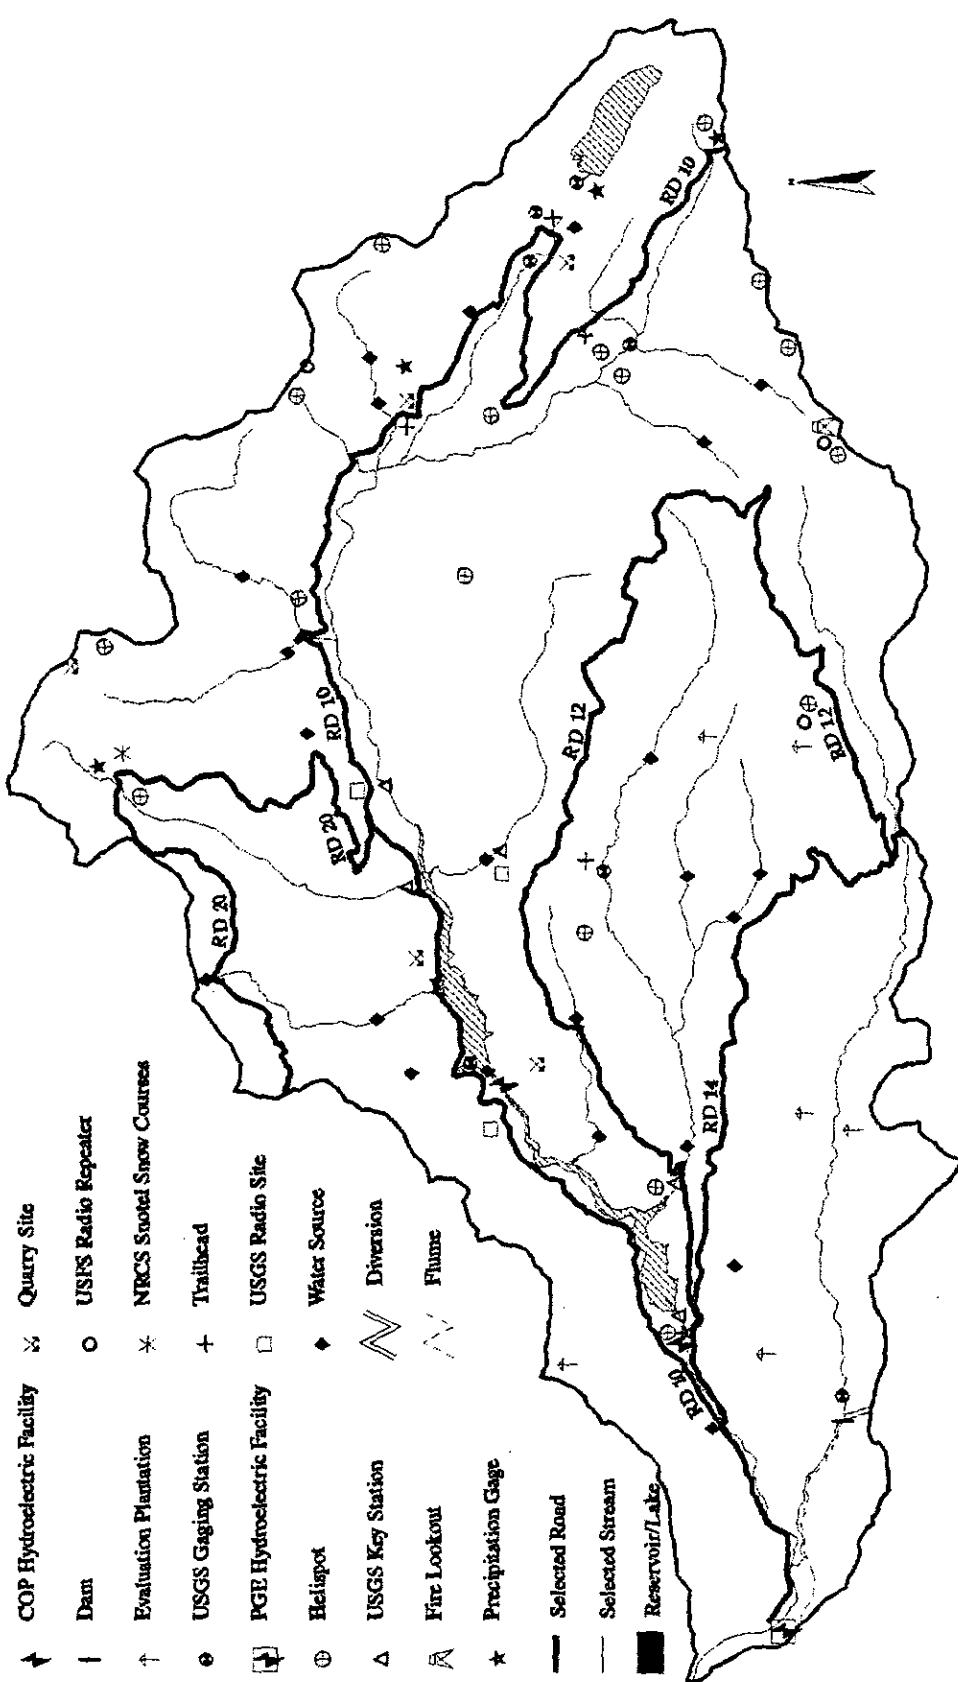 COP Hydroelectric Facility
Dam
Evaluation Plantation
USGS Gaging Station
PGE Hydroelectric Facility
Helispot
USGS Key Station
Fire Lookout
Precipitation Gage
Selected Road
Selected Stream
Reservoir/Lake
Quarry Site
USFS Radio Repeater
NRCS Snotel Snow Courses
Trailhead
USGS Radio Site
Water Source
Diversion
Flume
RD 20
RD 20
RD 10
RD 10
RD 12
RD 12
RD 14
RD 10